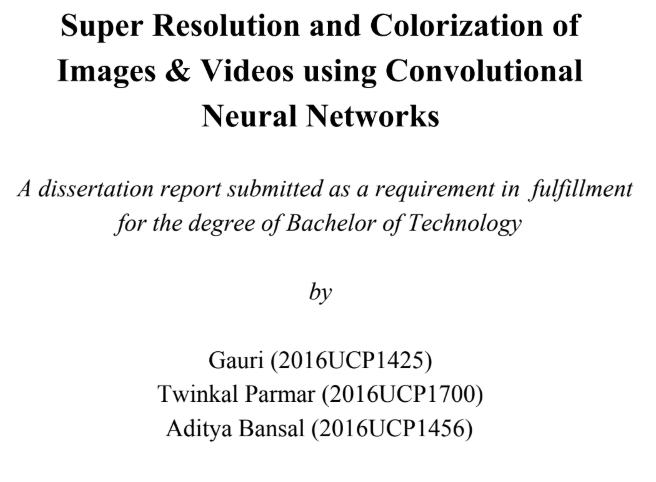 Super Resolution and Colorization of
Images & Videos using Convolutional
Neural Networks
A dissertation report submitted as a requirement in fulfillment
for the degree of Bachelor of Technology
by
Gauri (2016UCP1425)
Twinkal Parmar (2016UCP1700)
Aditya Bansal (2016UCP1456)